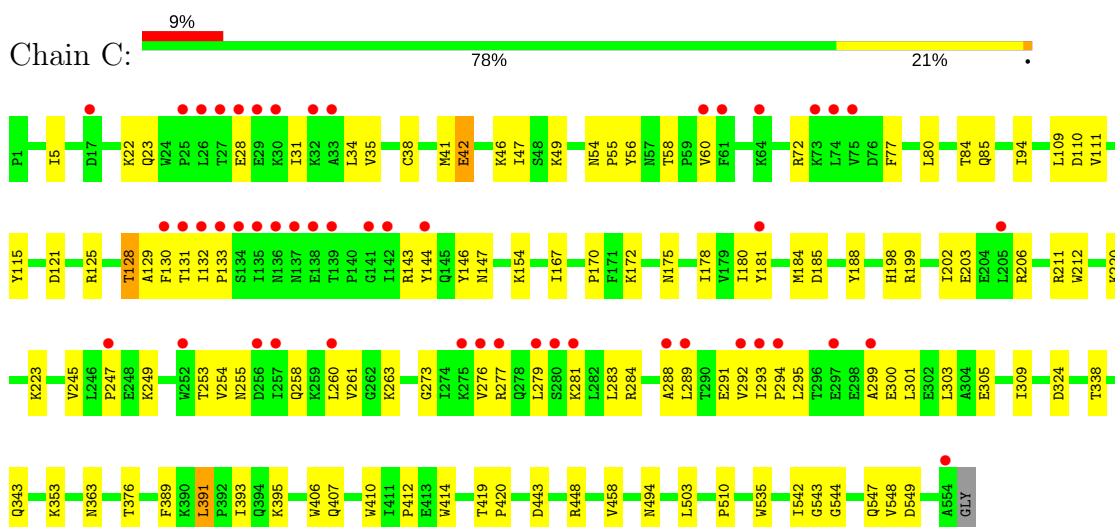 9%
Chain C:
78% 21% •
P1 I5 D17 K22 Q23 W24 P25 L26 T27 E28 E29 K30 I31 K32 A33 L34 V35 C38 M41 E42 K46 I47 S48 K49 N54 P55 Y56 N57 T58 P59 V60 F61 K64 R72 K73 L74 V75 D76 F77 L80 T84 Q85 I94 L109 D110 V111
Y115 D121 R125 T128 A129 F130 T131 I132 P133 S134 I135 N136 N137 E138 T139 P140 G141 I142 R143 Y144 Q145 Y146 N147 K154 I167 P170 F171 K172 N175 I178 V179 I180 Y181 M184 D185 Y188 H198 R199 I202 E203 E204 L205 R206 R211 W212
K223 V245 L246 P247 E248 K249 W252 T253 V254 N255 D256 I257 Q258 K259 L260 V261 G262 K263 G273 I274 K275 V276 R277 Q278 L279 S280 K281 L282 L283 R284 A288 L289 T290 E291 V292 I293 P294 L295 T296 E297 E298 A299 E300 L301 E302 L303 A304 E305 I309 D324 T338
Q343 K353 N363 T376 F389 K390 L391 P392 I393 Q394 K395 W406 Q407 W410 I411 P412 E413 W414 T419 P420 D443 R448 V458 N494 L503 P510 W535 I542 G543 G544 Q547 V548 D549 A554 GLY